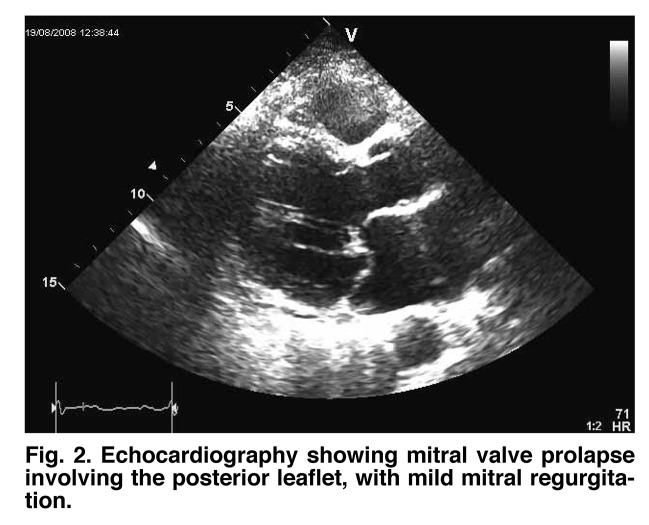 19/08/2008 12:38:44
V
5
10
15
71
1:2 HR
Fig. 2. Echocardiography showing mitral valve prolapse
involving the posterior leaflet, with mild mitral regurgita-
tion.